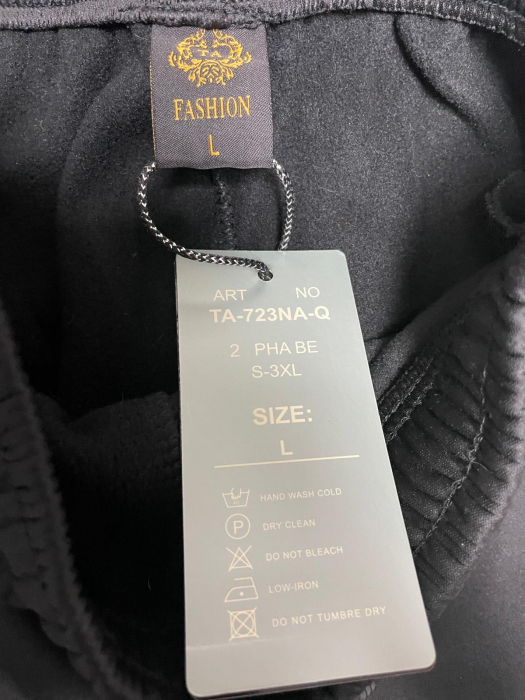 TA
FASHION
L
ART NO
TA-723NA-Q
2 PHA BE
S-3XL
SIZE:
L
HAND WASH COLD
P DRY CLEAN
DO NOT BLEACH
LOW-IRON
DO NOT TUMBRE DRY